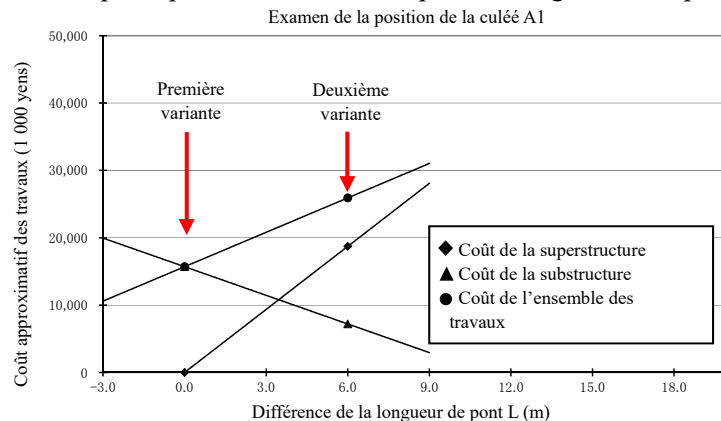 Examen de la position de la culéé A1
Coût approximatif des travaux (1 000 yens)
50,000
40,000
30,000
20,000
10,000
0
Première
variante
Deuxième
variante
Coût de la superstructure
Coût de la substructure
Coût de l'ensemble des
travaux
-3.0 0.0 3.0 6.0 9.0 12.0 15.0 18.0
Différence de la longueur de pont L (m)